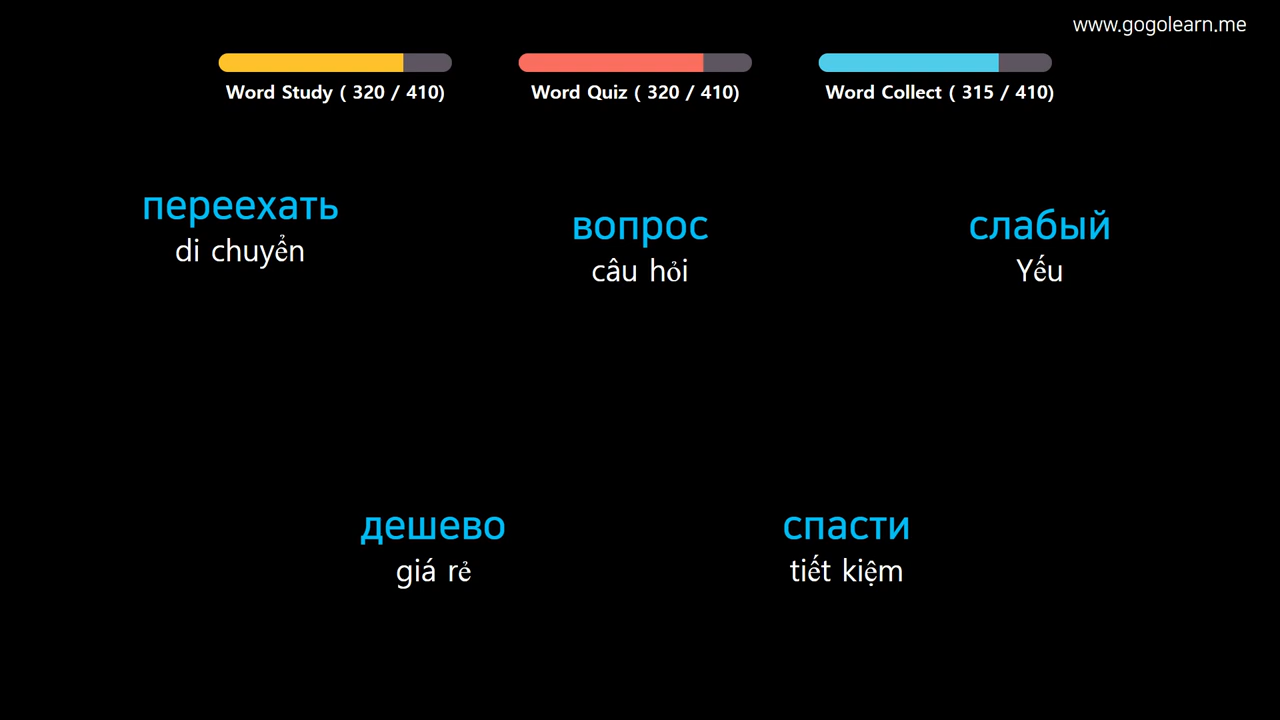 www.gogolearn.me
Word Study ( 320 / 410)
Word Quiz ( 320 / 410)
Word Collect ( 315 / 410)
переехать
di chuyển
вопрос
câu hỏi
слабый
Yếu
дешево
giá rẻ
спасти
tiết kiệm